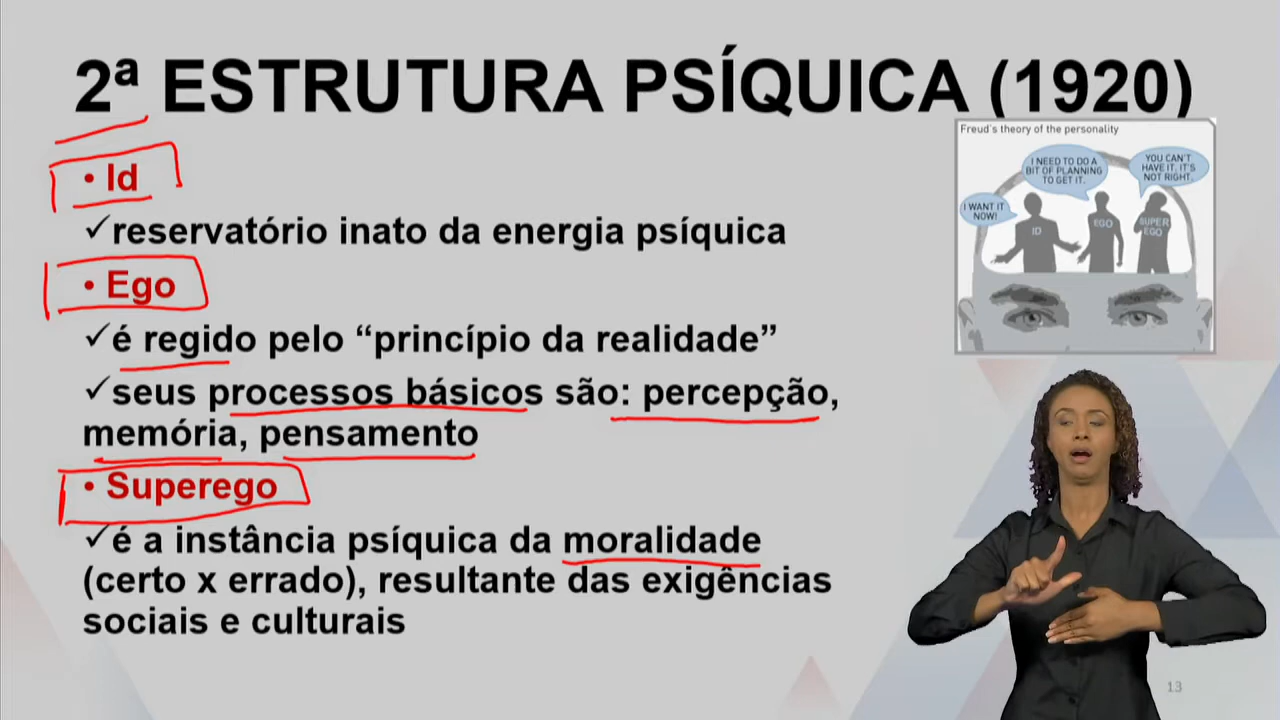 2ª ESTRUTURA PSÍQUICA (1920)
• Id
✓reservatório inato da energia psíquica
• Ego
✓é regido pelo “princípio da realidade”
✓seus processos básicos são: percepção,
memória, pensamento
• Superego
✓é a instância psíquica da moralidade
(certo x errado), resultante das exigências
sociais e culturais
Freud's theory of the personality
I WANT IT
NOW!
I NEED TO DO A
BIT OF PLANNING
TO GET IT.
YOU CAN'T
HAVE IT. IT'S
NOT RIGHT.
ID
EGO
SUPER
EGO
13